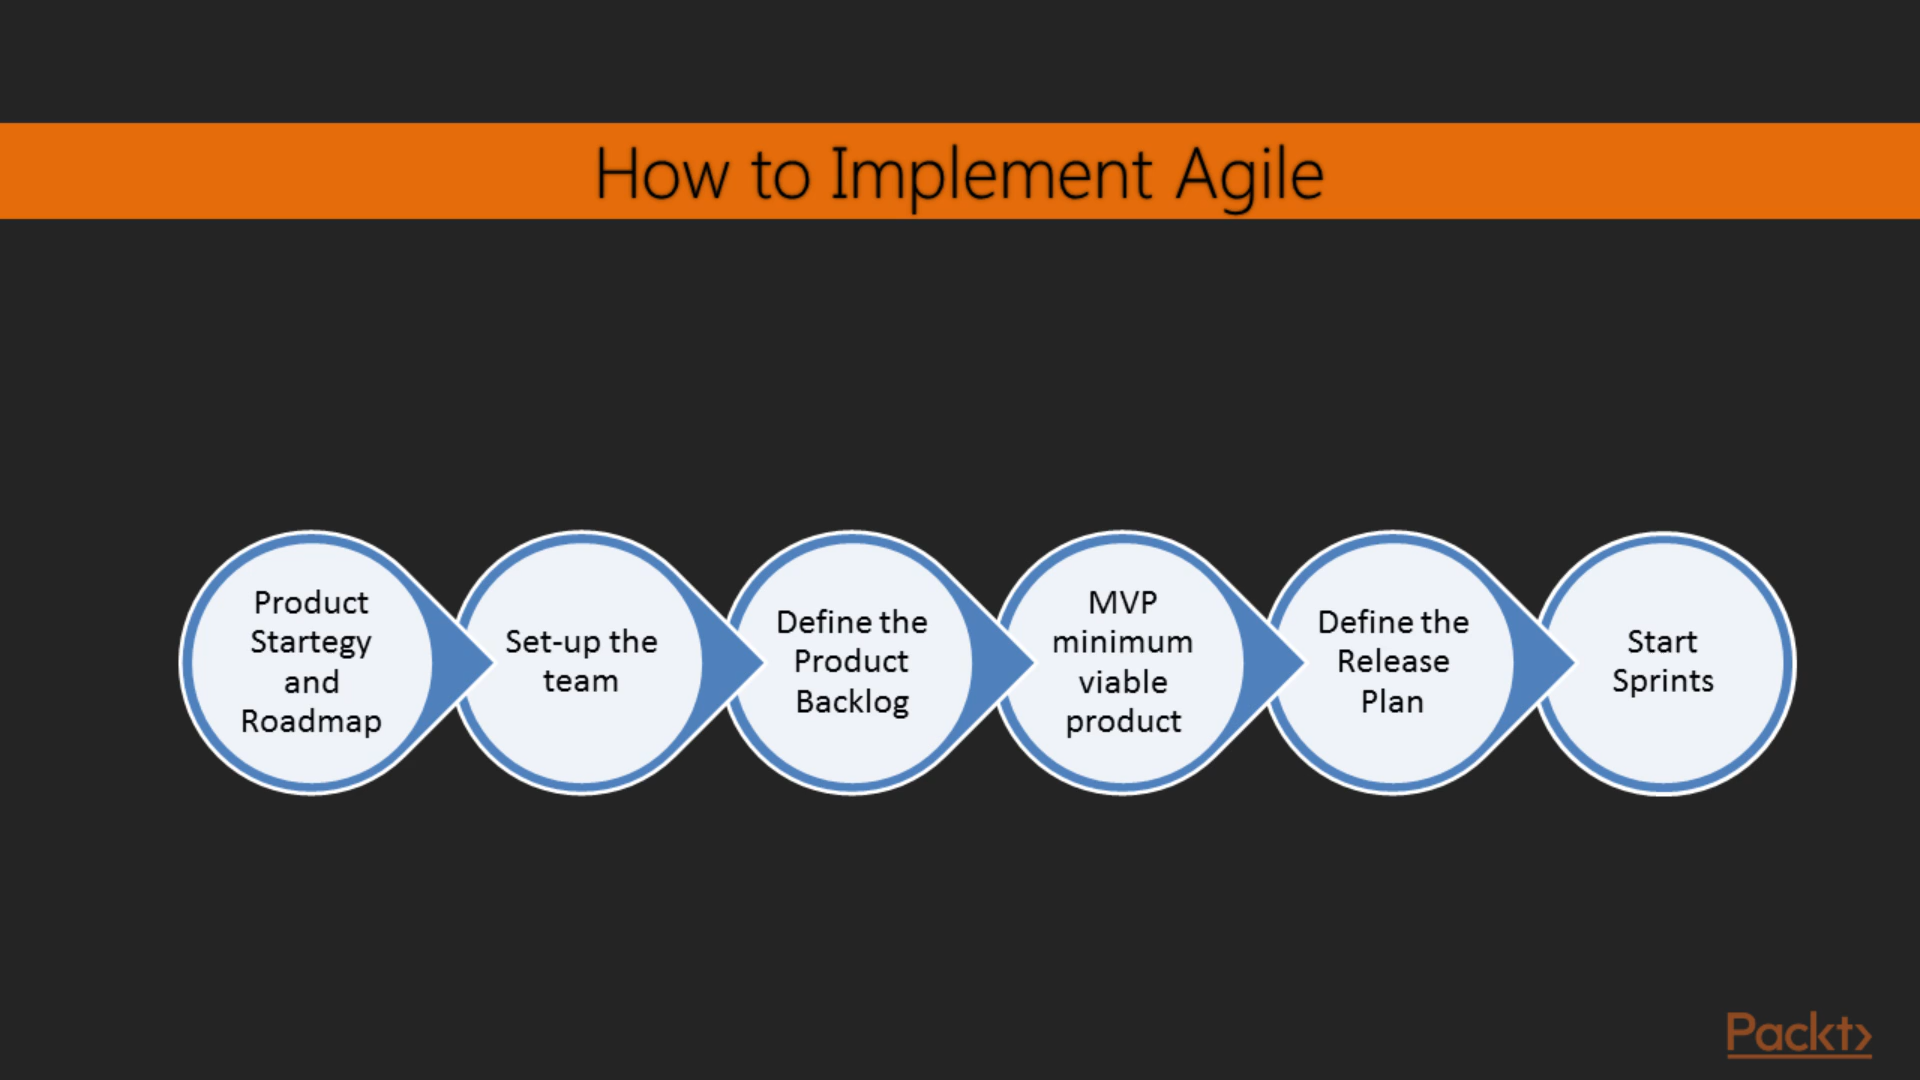 How to Implement Agile
Product
Startegy
and
Roadmap
Set-up the
team
Define the
Product
Backlog
MVP
minimum
viable
product
Define the
Release
Plan
Start
Sprints
Packt>